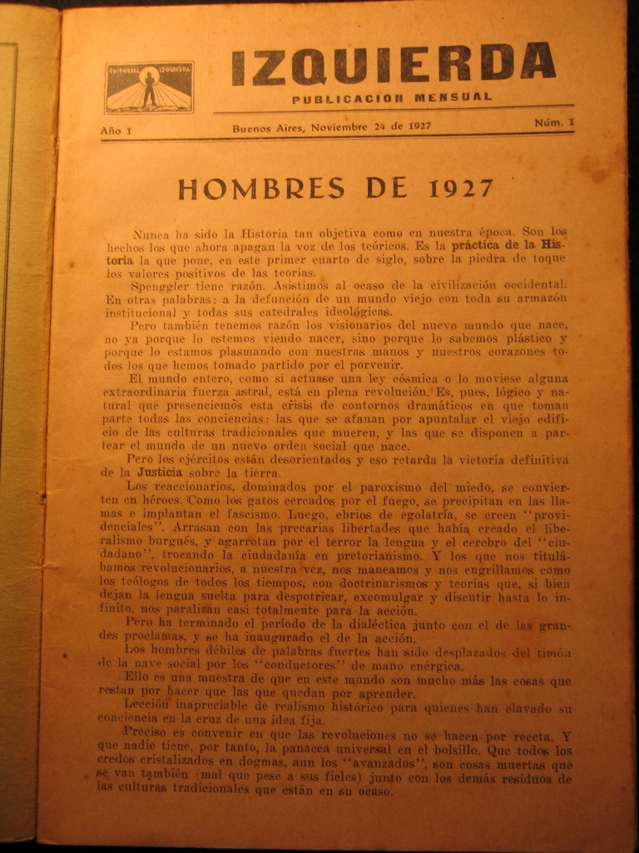 EDITORIAL IZQUIERDA
IZQUIERDA
PUBLICACION MENSUAL
Año I
Buenos Aires, Noviembre 24 de 1927
Núm. I
HOMBRES DE 1927
Nunca ha sido la Historia tan objetiva como en nuestra época. Son los
hechos los que ahora apagan la voz de los teóricos. Es la práctica de la His-
toria la que pone, en este primer cuarto de siglo, sobre la piedra de toque
los valores positivos de las teorías.
Spenggler tiene razón. Asistimos al ocaso de la civilización occidental.
En otras palabras: a la defunción de un mundo viejo con toda su armazón
institucional y todas sus catedrales ideológicas.
Pero también tenemos razón los visionarios del nuevo mundo que nace,
no ya porque lo estemos viendo nacer, sino porque lo sabemos plástico y
porque lo estamos plasmando con nuestras manos y nuestros corazones to-
dos los que hemos tomado partido por el porvenir.
El mundo entero, como si actuase una ley cósmica o lo moviese alguna
extraordinaria fuerza astral, está en plena revolución. Es, pues, lógico y na-
tural que presenciemos esta crisis de contornos dramáticos en que toman
parte todas las conciencias: las que se afanan por apuntalar el viejo edifi-
cio de las culturas tradicionales que mueren, y las que se disponen a par-
tear el mundo de un nuevo orden social que nace.
Pero los ejércitos están desorientados y eso retarda la victoria definitiva
de la Justicia sobre la tierra.
Los reaccionarios, dominados por el paroxismo del miedo, se convier-
ten en héroes. Como los gatos cercados por el fuego, se precipitan en las lla-
mas e implantan el fascismo. Luego, ebrios de egolatría, se creen "provi-
denciales". Arrasan con las precarias libertades que había creado el libe-
ralismo burgués, y agarrotan por el terror la lengua y el cerebro del "ciu-
dadano", trocando la ciudadanía en pretorianismo. Y los que nos titulá-
bamos revolucionarios, a nuestra vez, nos maneamos y nos engrillamos como
los teólogos de todos los tiempos, con doctrinarismos y teorías que, si bien
dejan la lengua suelta para despotricar, excomulgar y discutir hasta lo in-
finito, nos paralizan casi totalmente para la acción.
Pero ha terminado el período de la dialéctica junto con el de las gran-
des proclamas, y se ha inaugurado el de la acción.
Los hombres débiles de palabras fuertes han sido desplazados del timón
de la nave social por los "conductores" de mano enérgica.
Ello es una muestra de que en este mundo son mucho más las cosas que
restan por hacer que las que quedan por aprender.
Lección inapreciable de realismo histórico para quienes han clavado su
conciencia en la cruz de una idea fija.
Preciso es convenir en que las revoluciones no se hacen por receta. Y
que nadie tiene, por tanto, la panacea universal en el bolsillo. Que todos los
credos cristalizados en dogmas, aun los "avanzados", son cosas muertas que
se van también (mal que pese a sus fieles) junto con los demás residuos de
las culturas tradicionales que están en su ocaso.